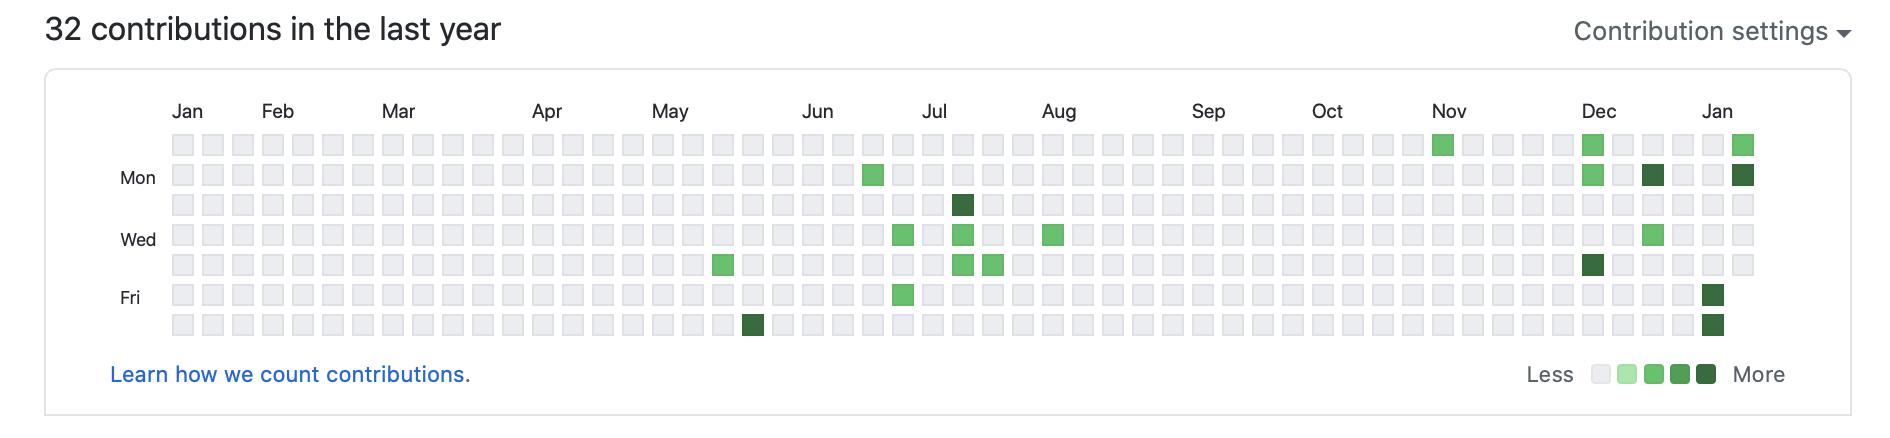 32 contributions in the last year
Contribution settings
Jan Feb Mar Apr May Jun Jul Aug Sep Oct Nov Dec Jan
Mon
Wed
Fri
Learn how we count contributions.
Less More